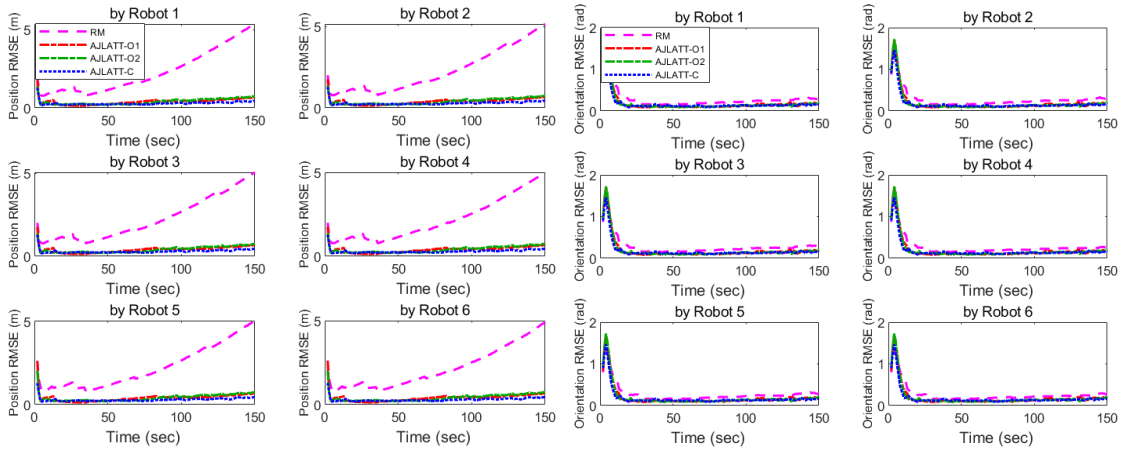 by Robot 1
Position RMSE (m)
5
0
RM
AJLATT-O1
AJLATT-O2
AJLATT-C
0 50 100 150
Time (sec)
by Robot 2
Position RMSE (m)
5
0
0 50 100 150
Time (sec)
by Robot 1
Orientation RMSE (rad)
2
1
0
RM
AJLATT-O1
AJLATT-O2
AJLATT-C
0 50 100 150
Time (sec)
by Robot 2
Orientation RMSE (rad)
2
1
0
0 50 100 150
Time (sec)
by Robot 3
Position RMSE (m)
5
0
0 50 100 150
Time (sec)
by Robot 4
Position RMSE (m)
5
0
0 50 100 150
Time (sec)
by Robot 3
Orientation RMSE (rad)
2
1
0
0 50 100 150
Time (sec)
by Robot 4
Orientation RMSE (rad)
2
1
0
0 50 100 150
Time (sec)
by Robot 5
Position RMSE (m)
5
0
0 50 100 150
Time (sec)
by Robot 6
Position RMSE (m)
5
0
0 50 100 150
Time (sec)
by Robot 5
Orientation RMSE (rad)
2
1
0
0 50 100 150
Time (sec)
by Robot 6
Orientation RMSE (rad)
2
1
0
0 50 100 150
Time (sec)